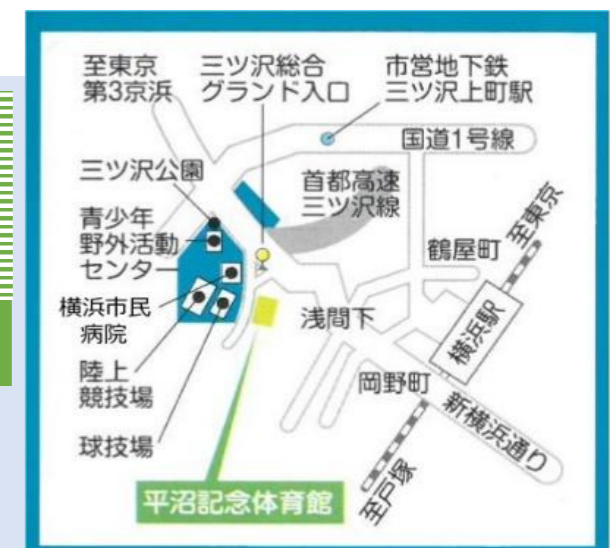 至東京
第3京浜
三ツ沢総合
グランド入口
市営地下鉄
三ツ沢上町駅
国道1号線
三ツ沢公園
首都高速
三ツ沢線
青少年
野外活動
センター
鶴屋町
至東京
横浜市民
病院
浅間下
横浜駅
陸上
競技場
岡野町
新横浜通り
球技場
至戸塚
平沼記念体育館